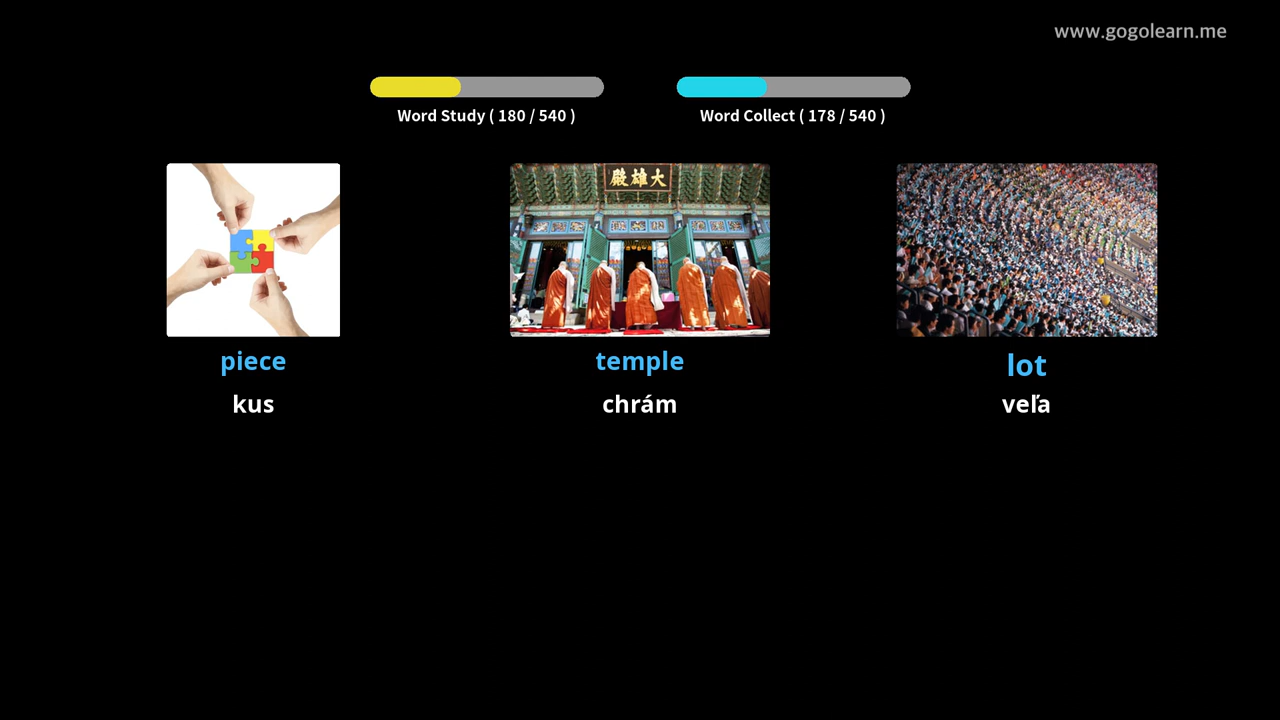 www.gogolearn.me
Word Study ( 180 / 540 )
Word Collect ( 178 / 540 )
殿雄大
piece
temple
lot
kus
chrám
veľa